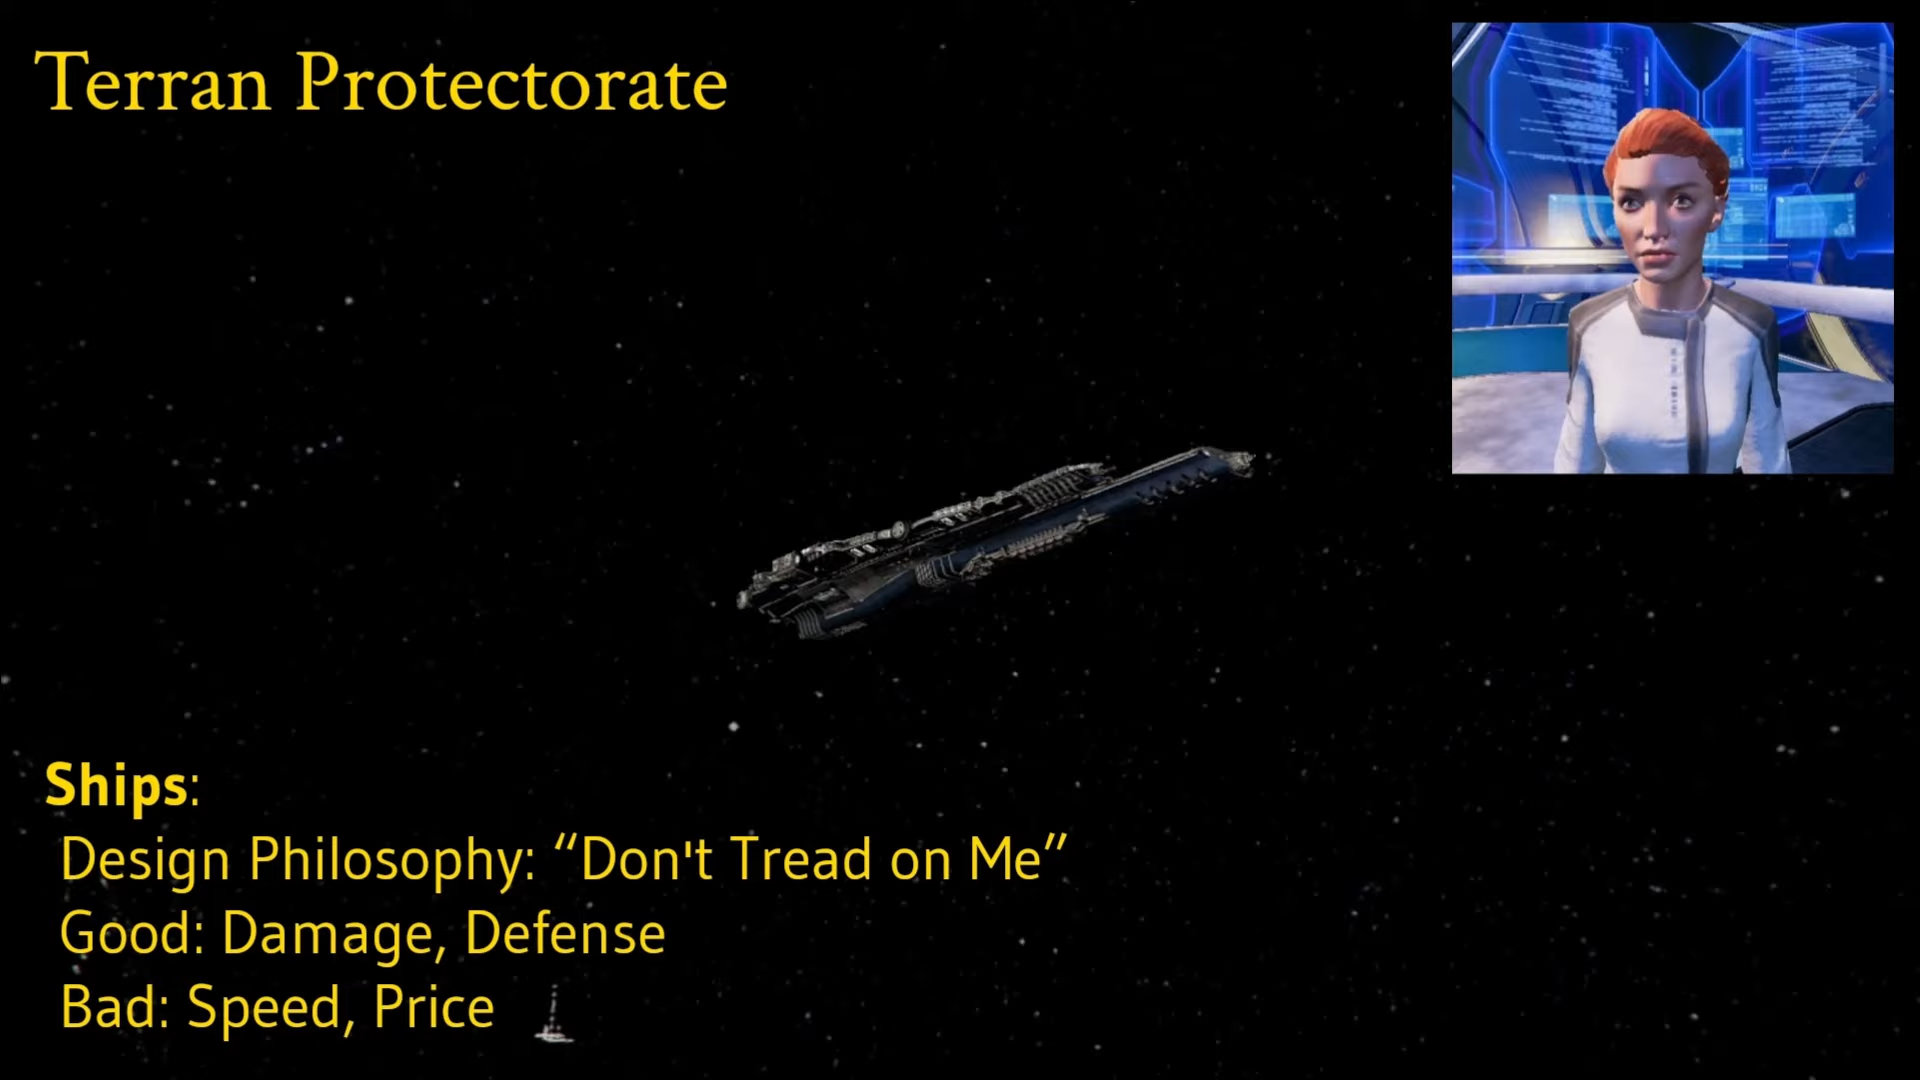 Terran Protectorate
Ships:
Design Philosophy: “Don't Tread on Me”
Good: Damage, Defense
Bad: Speed, Price